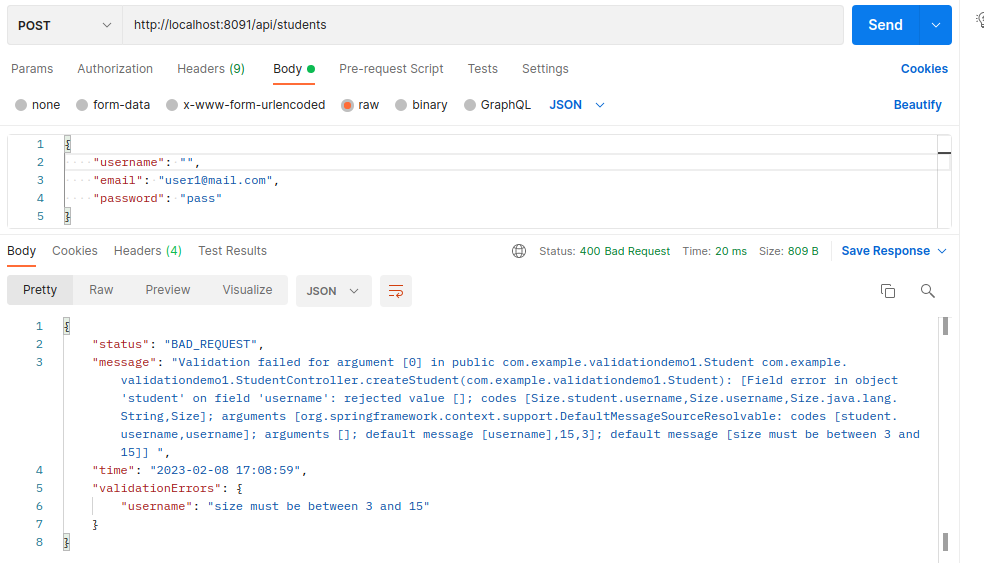 POST http://localhost:8091/api/students Send
Params Authorization Headers (9) Body Pre-request Script Tests Settings Cookies
none form-data x-www-form-urlencoded raw binary GraphQL JSON Beautify
1 {
2 "username": "",
3 "email": "user1@mail.com",
4 "password": "pass"
5 }
Body Cookies Headers (4) Test Results Status: 400 Bad Request Time: 20 ms Size: 809 B Save Response
Pretty Raw Preview Visualize JSON
1 {
2 "status": "BAD_REQUEST",
3 "message": "Validation failed for argument [0] in public com.example.validationdemo1.Student com.example.
validationdemo1.StudentController.createStudent(com.example.validationdemo1.Student): [Field error in object
'student' on field 'username': rejected value []; codes [Size.student.username,Size.username,Size.java.lang.
String,Size]; arguments [org.springframework.context.support.DefaultMessageSourceResolvable: codes [student.
username,username]; arguments []; default message [username],15,3]; default message [size must be between 3 and
15]] ",
4 "time": "2023-02-08 17:08:59",
5 "validationErrors": {
6 "username": "size must be between 3 and 15"
7 }
8 }